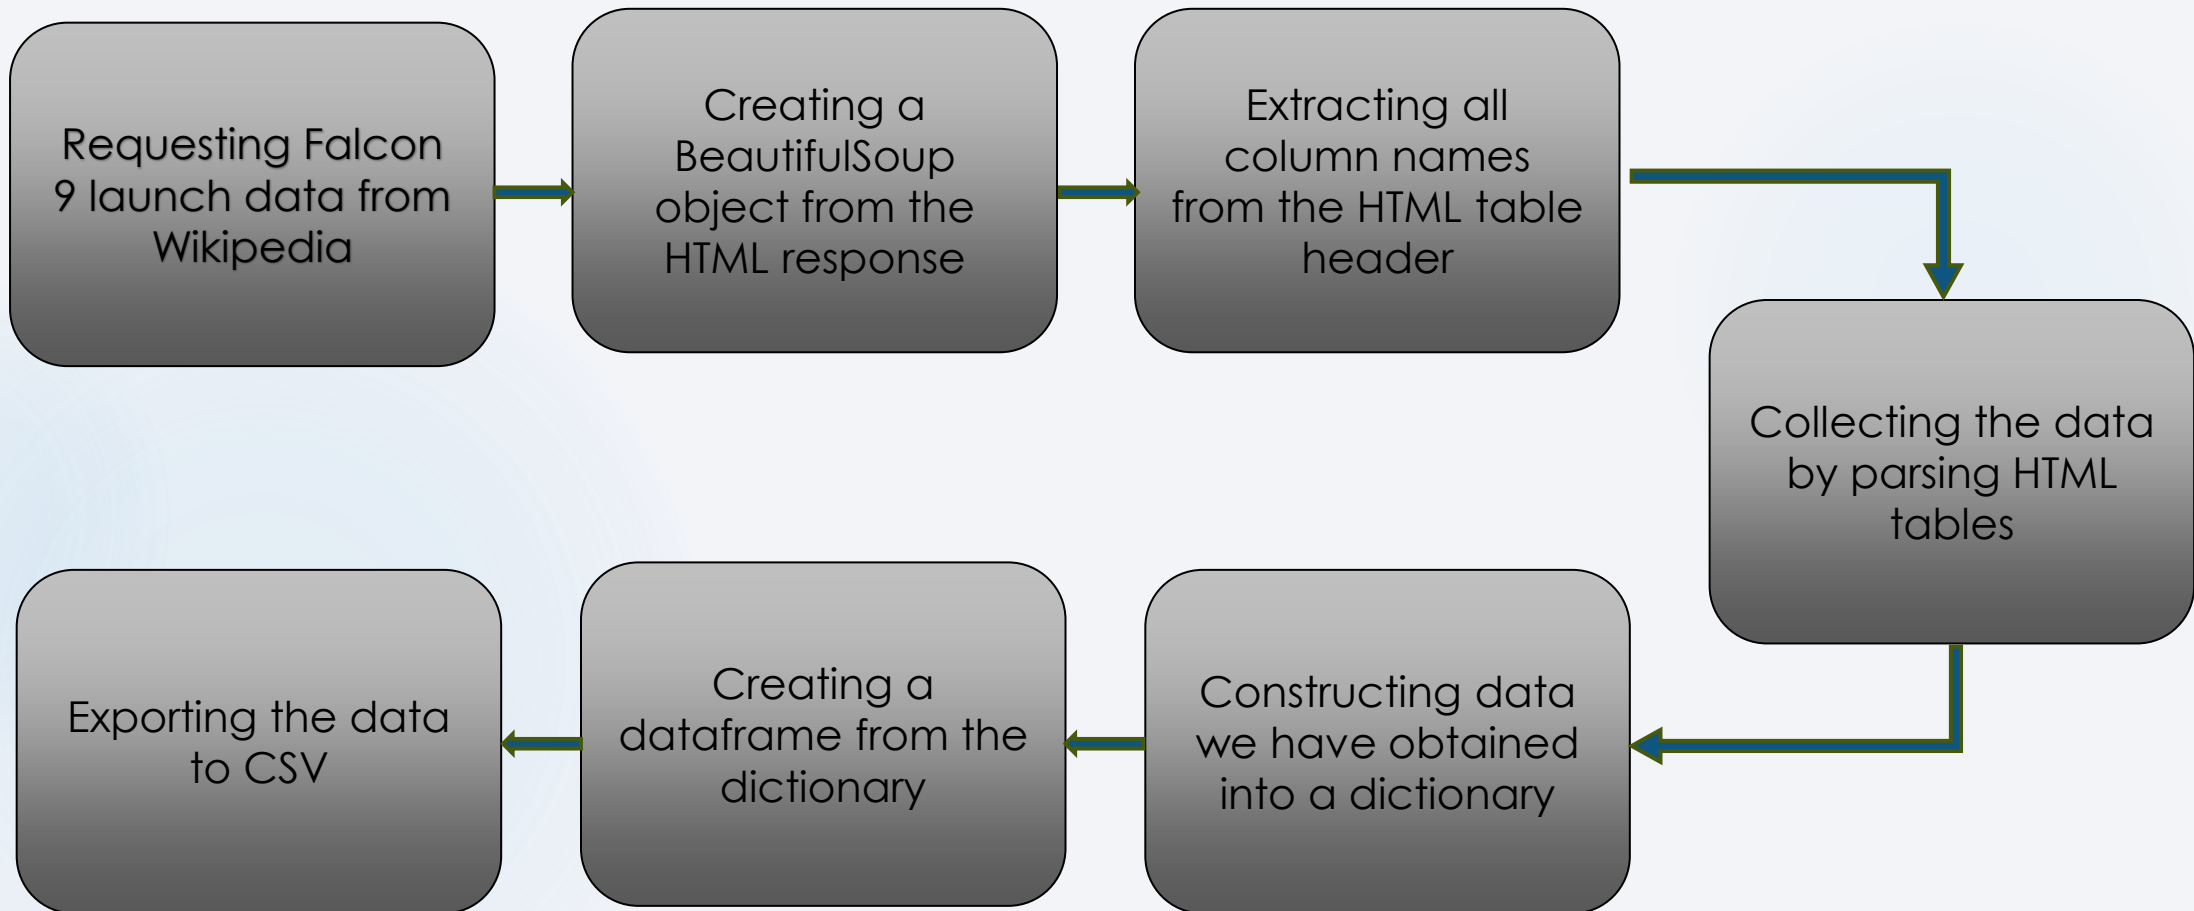 Requesting Falcon
9 launch data from
Wikipedia
Creating a
BeautifulSoup
object from the
HTML response
Extracting all
column names
from the HTML table
header
Collecting the data
by parsing HTML
tables
Constructing data
we have obtained
into a dictionary
Creating a
dataframe from the
dictionary
Exporting the data
to CSV